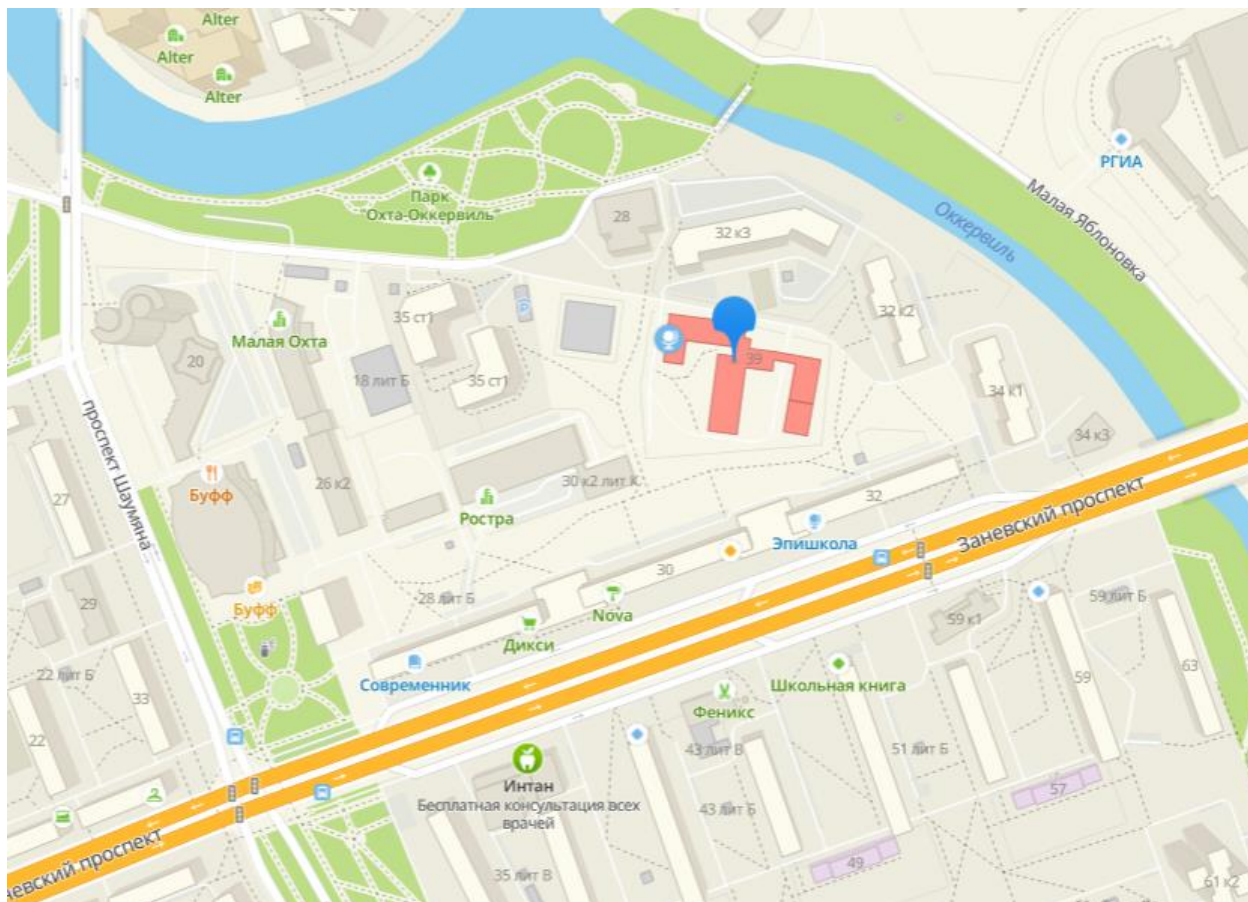 Alter
Alter
Alter
РГИА
Парк
"Охта-Оккервиль"
28
32 к3
Оккервиль
Малая Яблоновка
35 ст1
32 к2
Малая Охта
20
39
18 лит Б
35 ст1
34 к1
34 к3
проспект Шаумяна
27
Буфф
26 к2
30 к2 лит К
Ростра
32
Эпишкола
Заневский проспект
30
29
Буфф
28 лит Б
Nova
Дикси
59 к1
59 лит Б
22 лит Б
33
Современник
Школьная книга
59
63
22
Феникс
43 лит В
51 лит Б
Интан
Бесплатная консультация всех
врачей
43 лит Б
57
Заневский проспект
35 лит В
49
61 к2